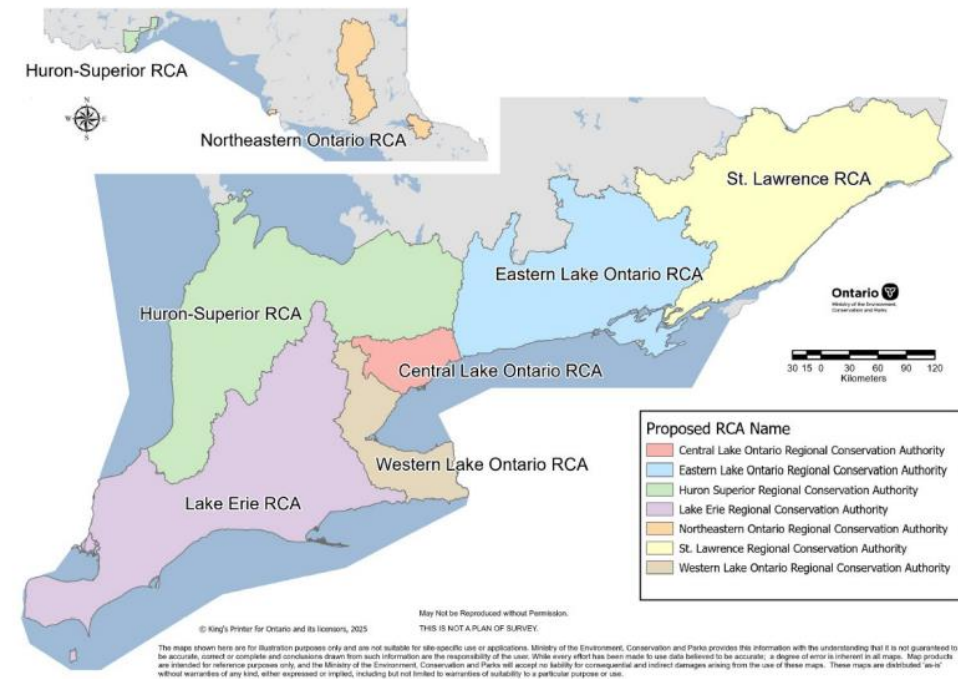 Huron-Superior RCA
N
W E
S
Northeastern Ontario RCA
St. Lawrence RCA
Eastern Lake Ontario RCA
Huron-Superior RCA
Ontario
Ministry of the Environment,
Conservation and Parks
30 15 0 30 60 90 120
Kilometers
Central Lake Ontario RCA
Western Lake Ontario RCA
Lake Erie RCA
Proposed RCA Name
Central Lake Ontario Regional Conservation Authority
Eastern Lake Ontario Regional Conservation Authority
Huron Superior Regional Conservation Authority
Lake Erie Regional Conservation Authority
Northeastern Ontario Regional Conservation Authority
St. Lawrence Regional Conservation Authority
Western Lake Ontario Regional Conservation Authority
May Not be Reproduced without Permission.
© King's Printer for Ontario and its licensors, 2025
THIS IS NOT A PLAN OF SURVEY.
The maps shown here are for illustration purposes only and are not suitable for site-specific use or applications. Ministry of the Environment, Conservation and Parks provides this information with the understanding that it is not guaranteed to
be accurate, correct or complete and conclusions drawn from such information are the responsibility of the user. While every effort has been made to use data believed to be accurate; a degree of error is inherent in all maps. Map products
are intended for reference purposes only, and the Ministry of the Environment, Conservation and Parks will accept no liability for consequential and indirect damages arising from the use of these maps. These maps are distributed 'as-is'
without warranties of any kind, either expressed or implied, including but not limited to warranties of suitability to a particular purpose or use.